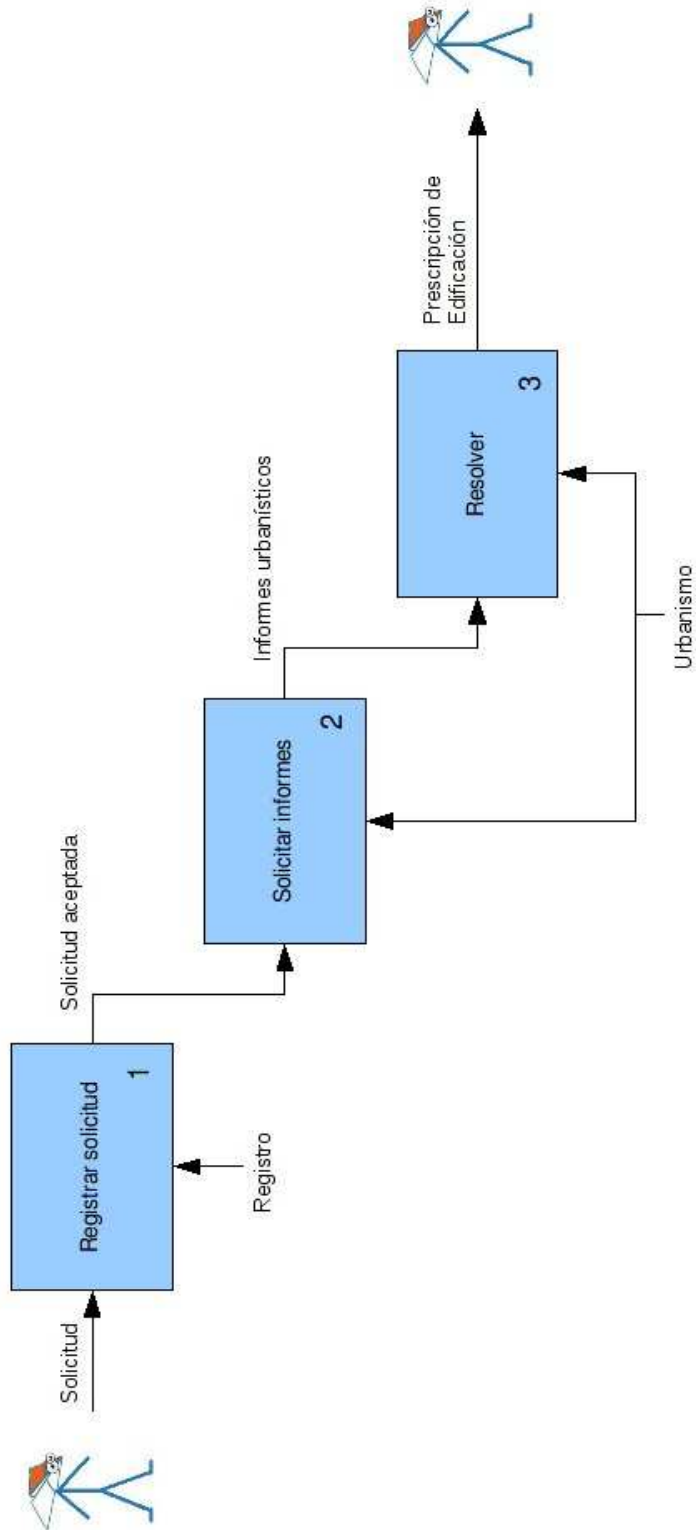 Solicitud
Registrar solicitud
1
Registro
Solicitud aceptada
Solicitar informes
2
Informes urbanísticos
Urbanismo
Resolver
3
Prescripción de
Edificación